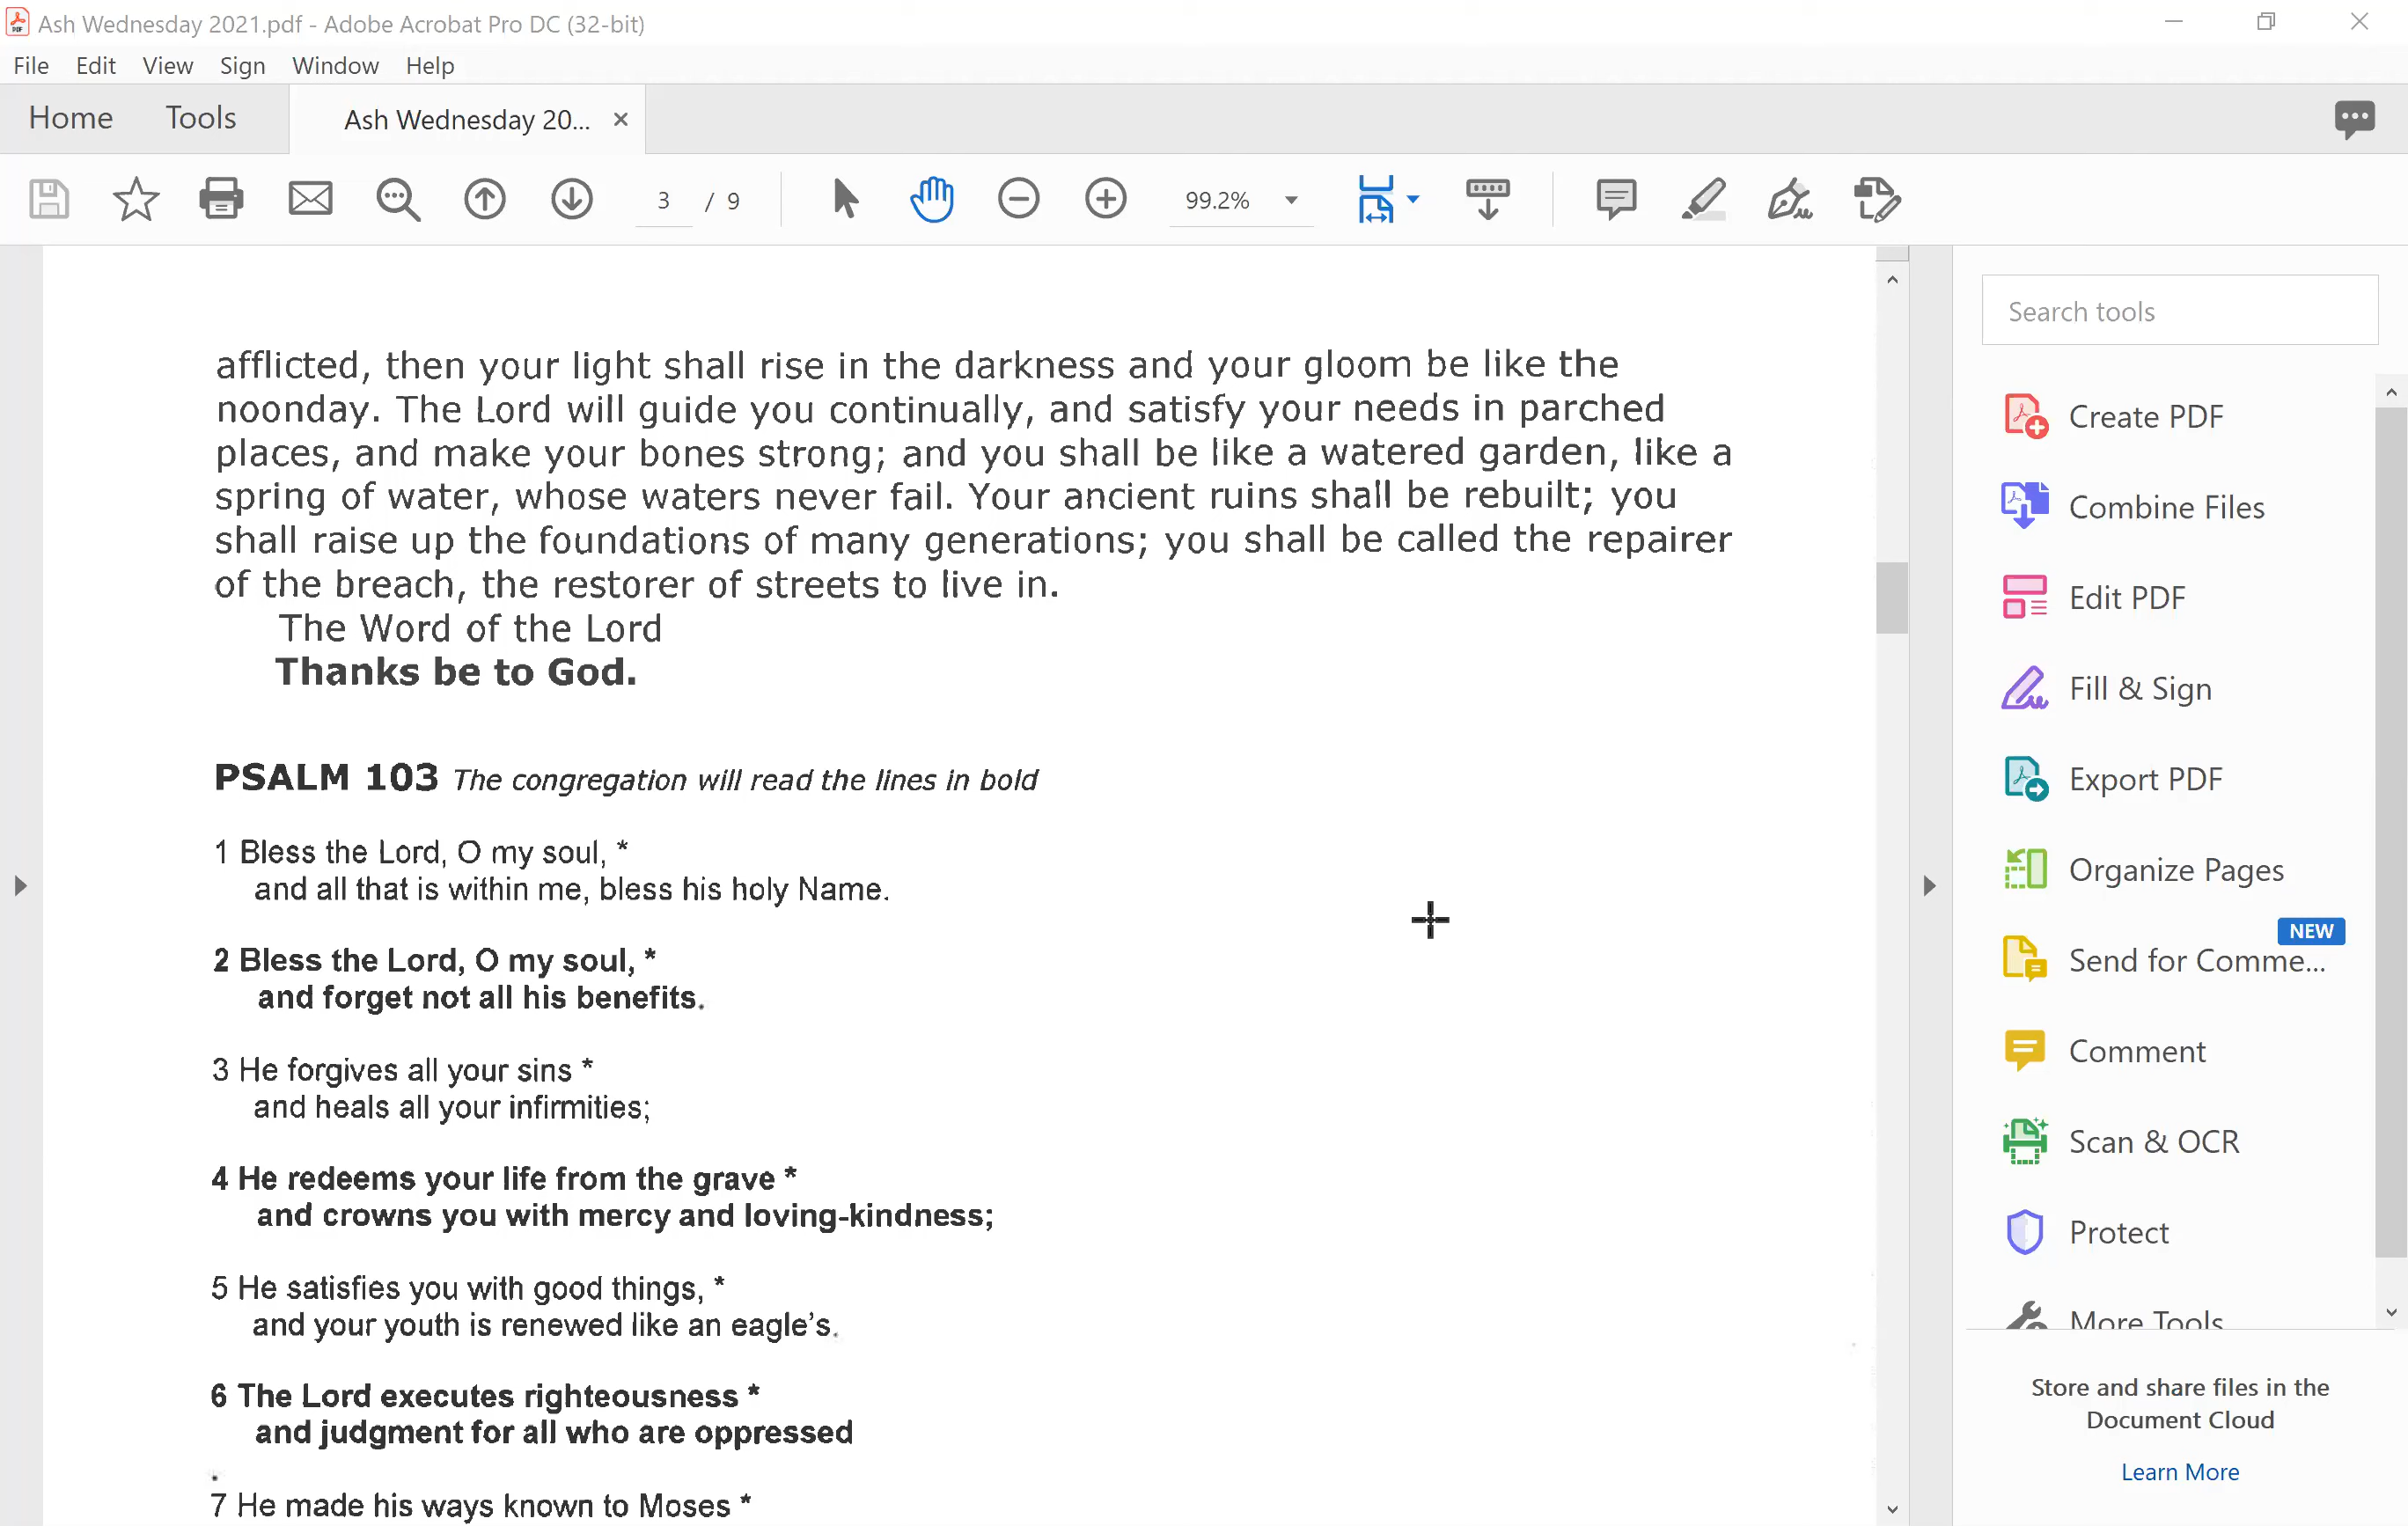 Ash Wednesday 2021.pdf - Adobe Acrobat Pro DC (32-bit)
File Edit View Sign Window Help
Home Tools Ash Wednesday 20... ×
3 / 9 99.2%
afflicted, then your light shall rise in the darkness and your gloom be like the
noonday. The Lord will guide you continually, and satisfy your needs in parched
places, and make your bones strong; and you shall be like a watered garden, like a
spring of water, whose waters never fail. Your ancient ruins shall be rebuilt; you
shall raise up the foundations of many generations; you shall be called the repairer
of the breach, the restorer of streets to live in.
The Word of the Lord
Thanks be to God.
PSALM 103 The congregation will read the lines in bold
1 Bless the Lord, O my soul, *
and all that is within me, bless his holy Name.
2 Bless the Lord, O my soul, *
and forget not all his benefits.
3 He forgives all your sins *
and heals all your infirmities;
4 He redeems your life from the grave *
and crowns you with mercy and loving-kindness;
5 He satisfies you with good things, *
and your youth is renewed like an eagle's.
6 The Lord executes righteousness *
and judgment for all who are oppressed
.
7 He made his ways known to Moses *
Search tools
Create PDF
Combine Files
Edit PDF
Fill & Sign
Export PDF
Organize Pages
NEW
Send for Comme...
Comment
Scan & OCR
Protect
More Tools
Store and share files in the
Document Cloud
Learn More